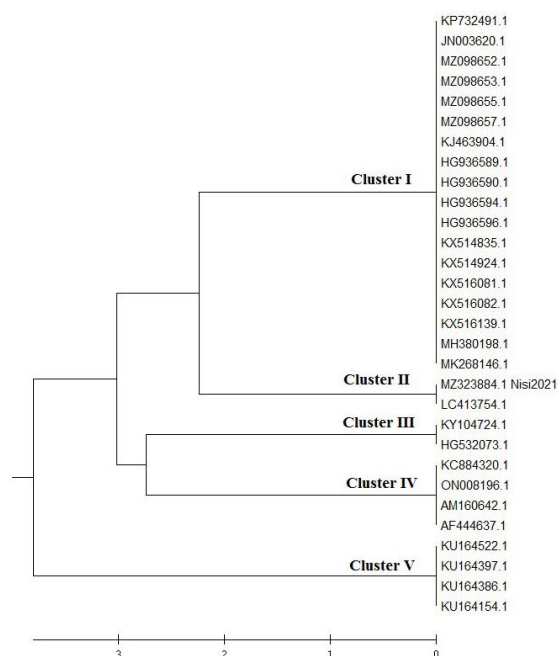 KP732491.1
JN003620.1
MZ098652.1
MZ098653.1
MZ098655.1
MZ098657.1
KJ463904.1
Cluster I
HG936589.1
HG936590.1
HG936594.1
HG936596.1
KX514835.1
KX514924.1
KX516081.1
KX516082.1
KX516139.1
MH380198.1
MK268146.1
Cluster II
MZ323884.1 Nisi2021
LC413754.1
Cluster III
KY104724.1
HG532073.1
KC884320.1
Cluster IV
ON008196.1
AM160642.1
AF444637.1
KU164522.1
Cluster V
KU164397.1
KU164386.1
KU164154.1
3 2 1 0